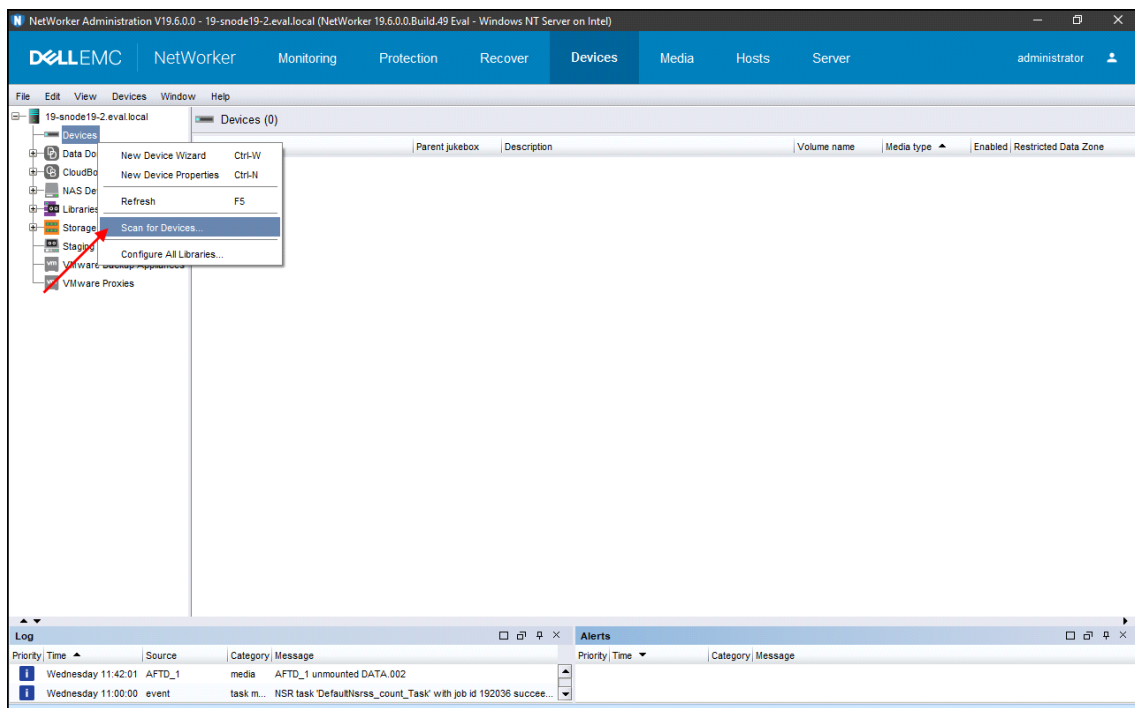 NetWorker Administration V19.6.0.0 - 19-snode19-2.eval.local (NetWorker 19.6.0.0.Build.49 Eval - Windows NT Server on Intel)
DELLEMC NetWorker Monitoring Protection Recover Devices Media Hosts Server administrator
File Edit View Devices Window Help
19-snode19-2.eval.local
Devices
Data Do
CloudBo
NAS De
Libraries
Storage
Staging
VMware Backup Appliances
VMware Proxies
New Device Wizard Ctrl-W
New Device Properties Ctrl-N
Refresh F5
Scan for Devices...
Configure All Libraries...
Devices (0)
Parent jukebox Description Volume name Media type Enabled Restricted Data Zone
Log
Priority Time Source Category Message
Wednesday 11:42:01 AFTD_1 media AFTD_1 unmounted DATA.002
Wednesday 11:00:00 event task m... NSR task 'DefaultNsrss_count_Task' with job id 192036 succee...
Alerts
Priority Time Category Message